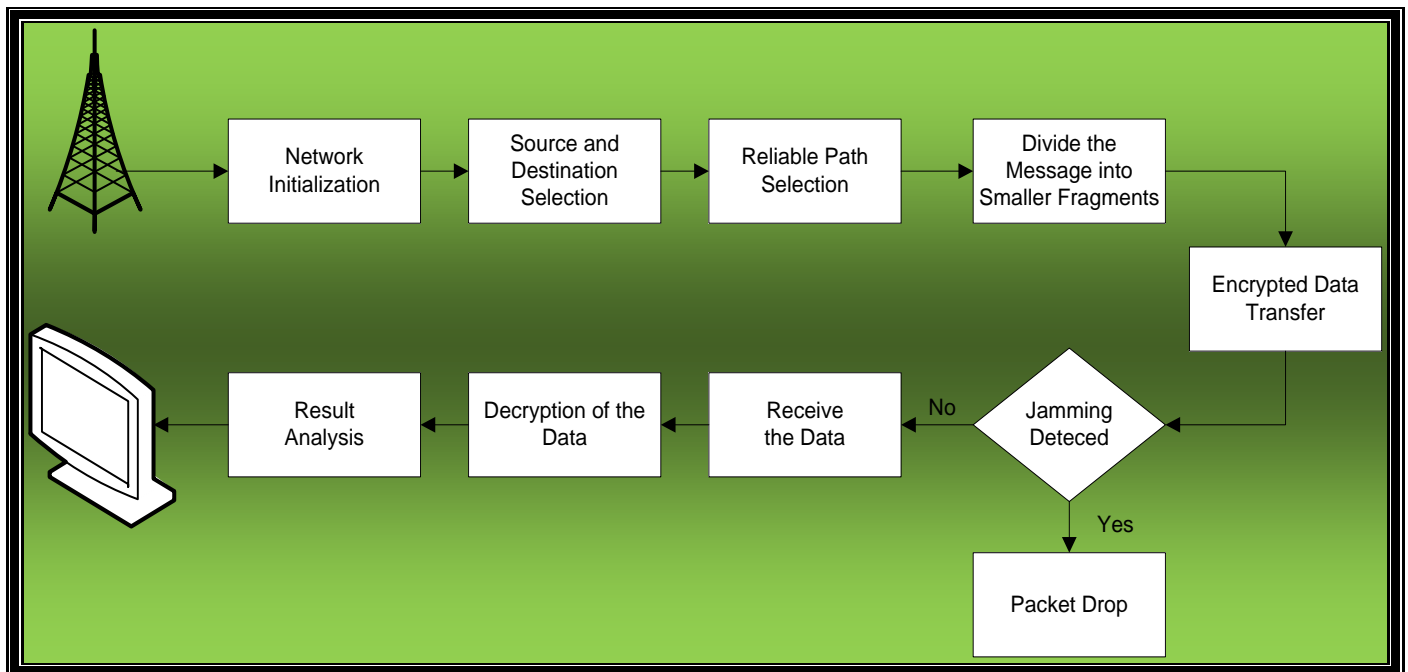 Network
Initialization
Source and
Destination
Selection
Reliable Path
Selection
Divide the
Message into
Smaller Fragments
Encrypted Data
Transfer
Jamming
Deteced
No
Yes
Receive
the Data
Decryption of the
Data
Result
Analysis
Packet Drop